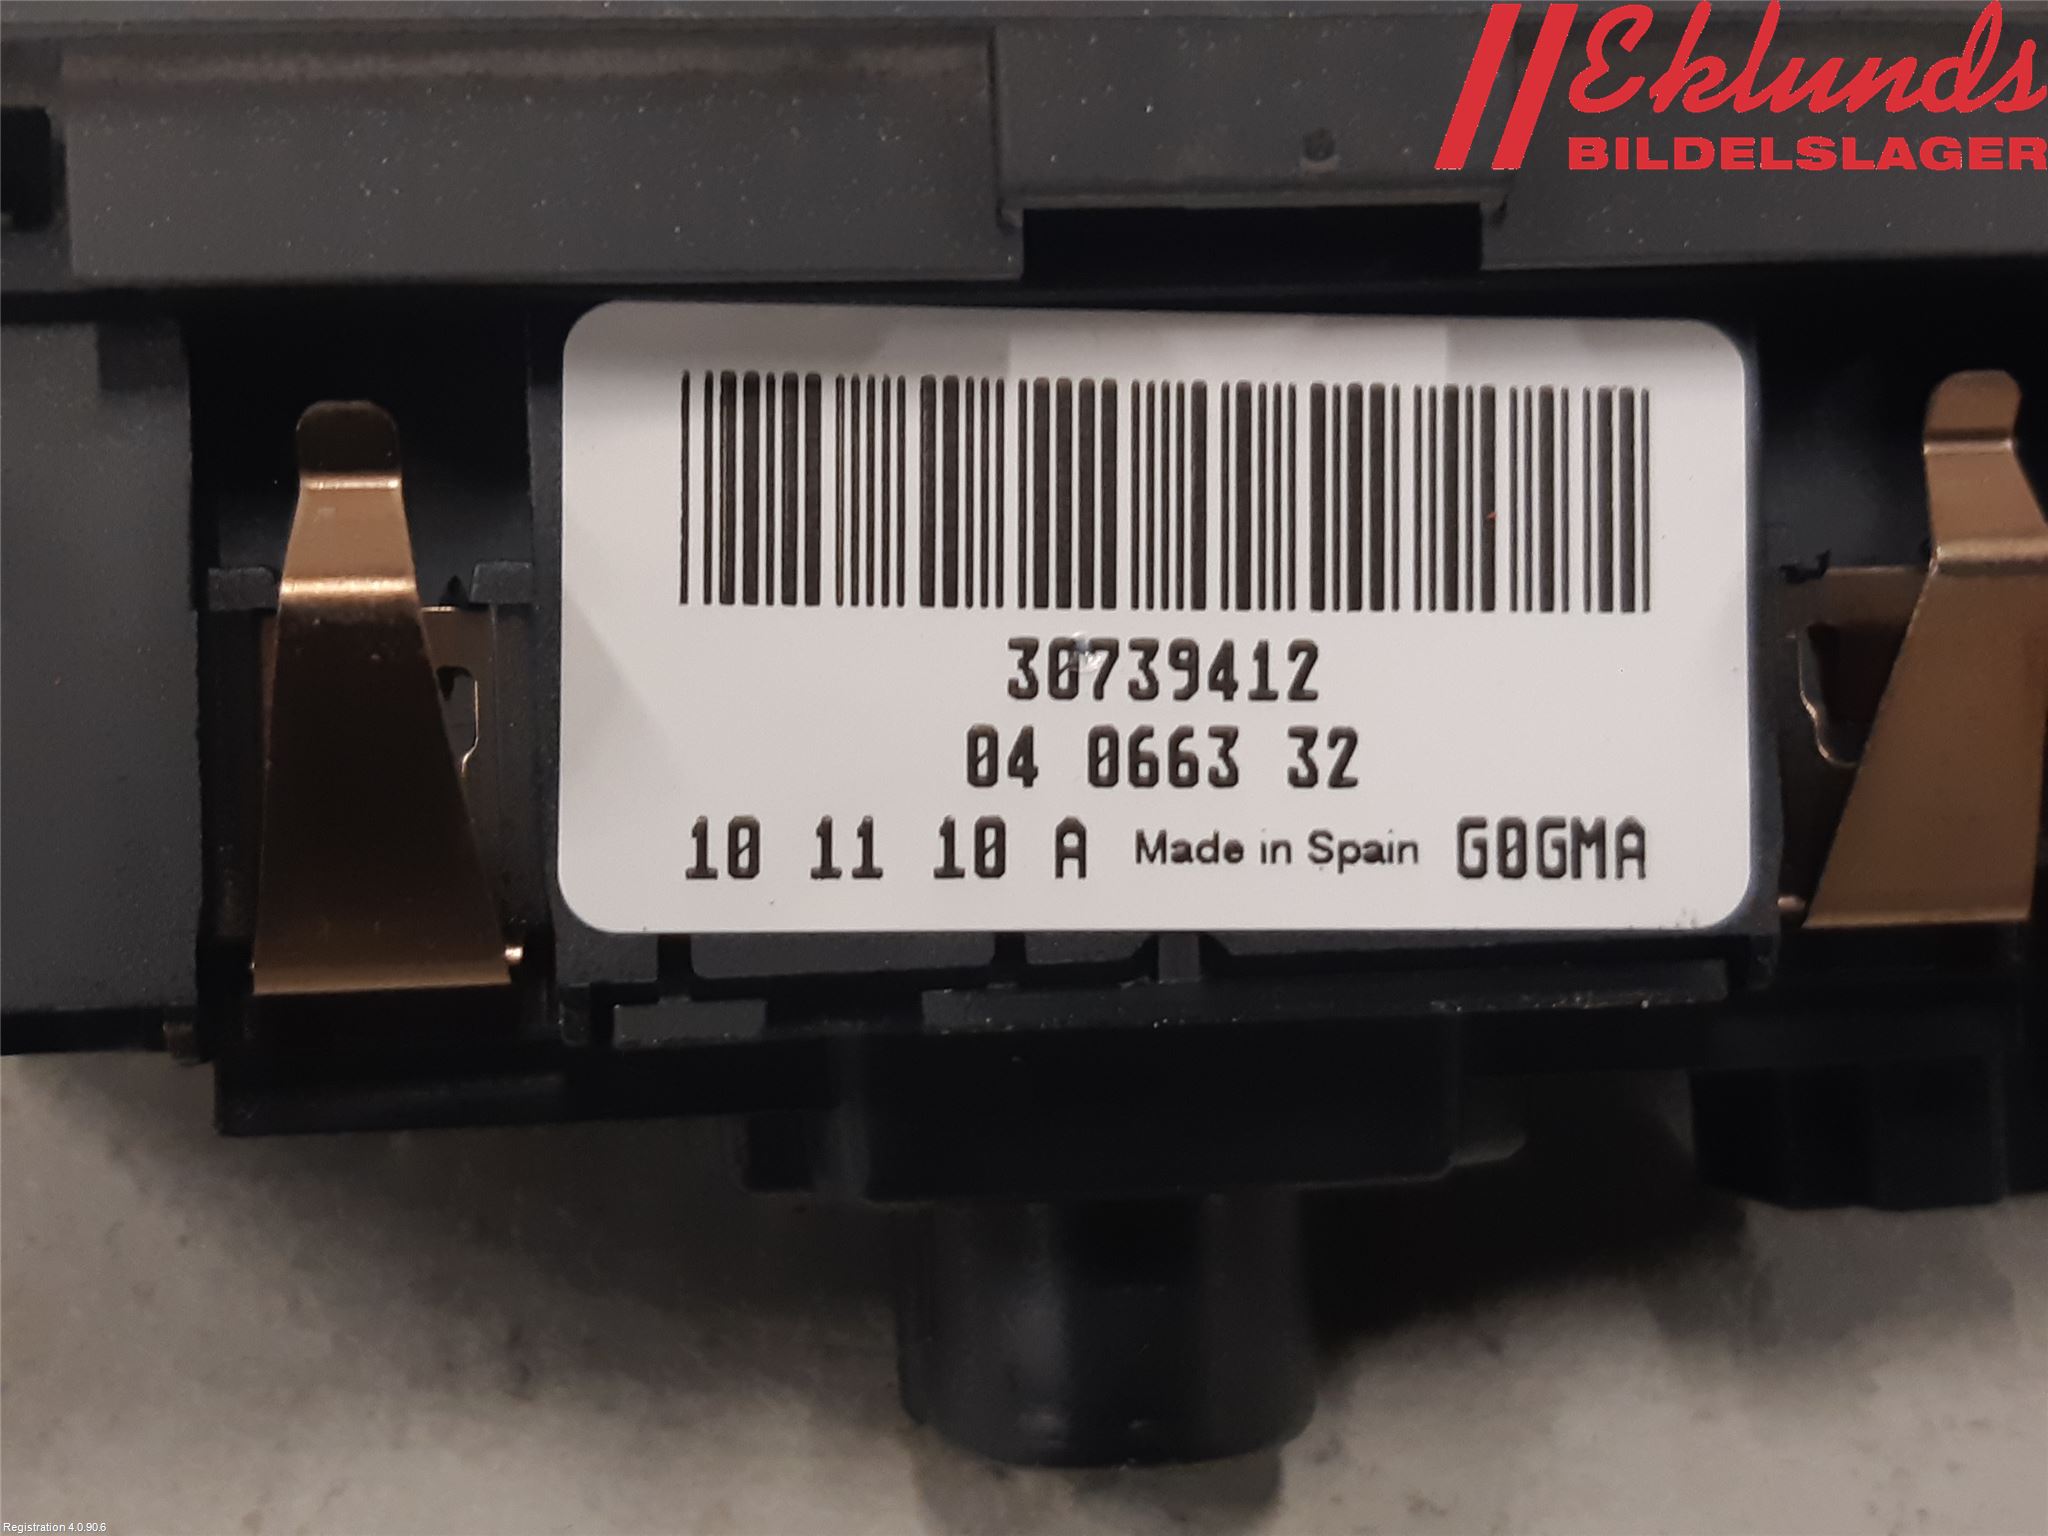 Eklunds
BILDELSLAGER
30739412
04 0663 32
10 11 10 A Made in Spain G0GMA
Registration 4.0.90.6